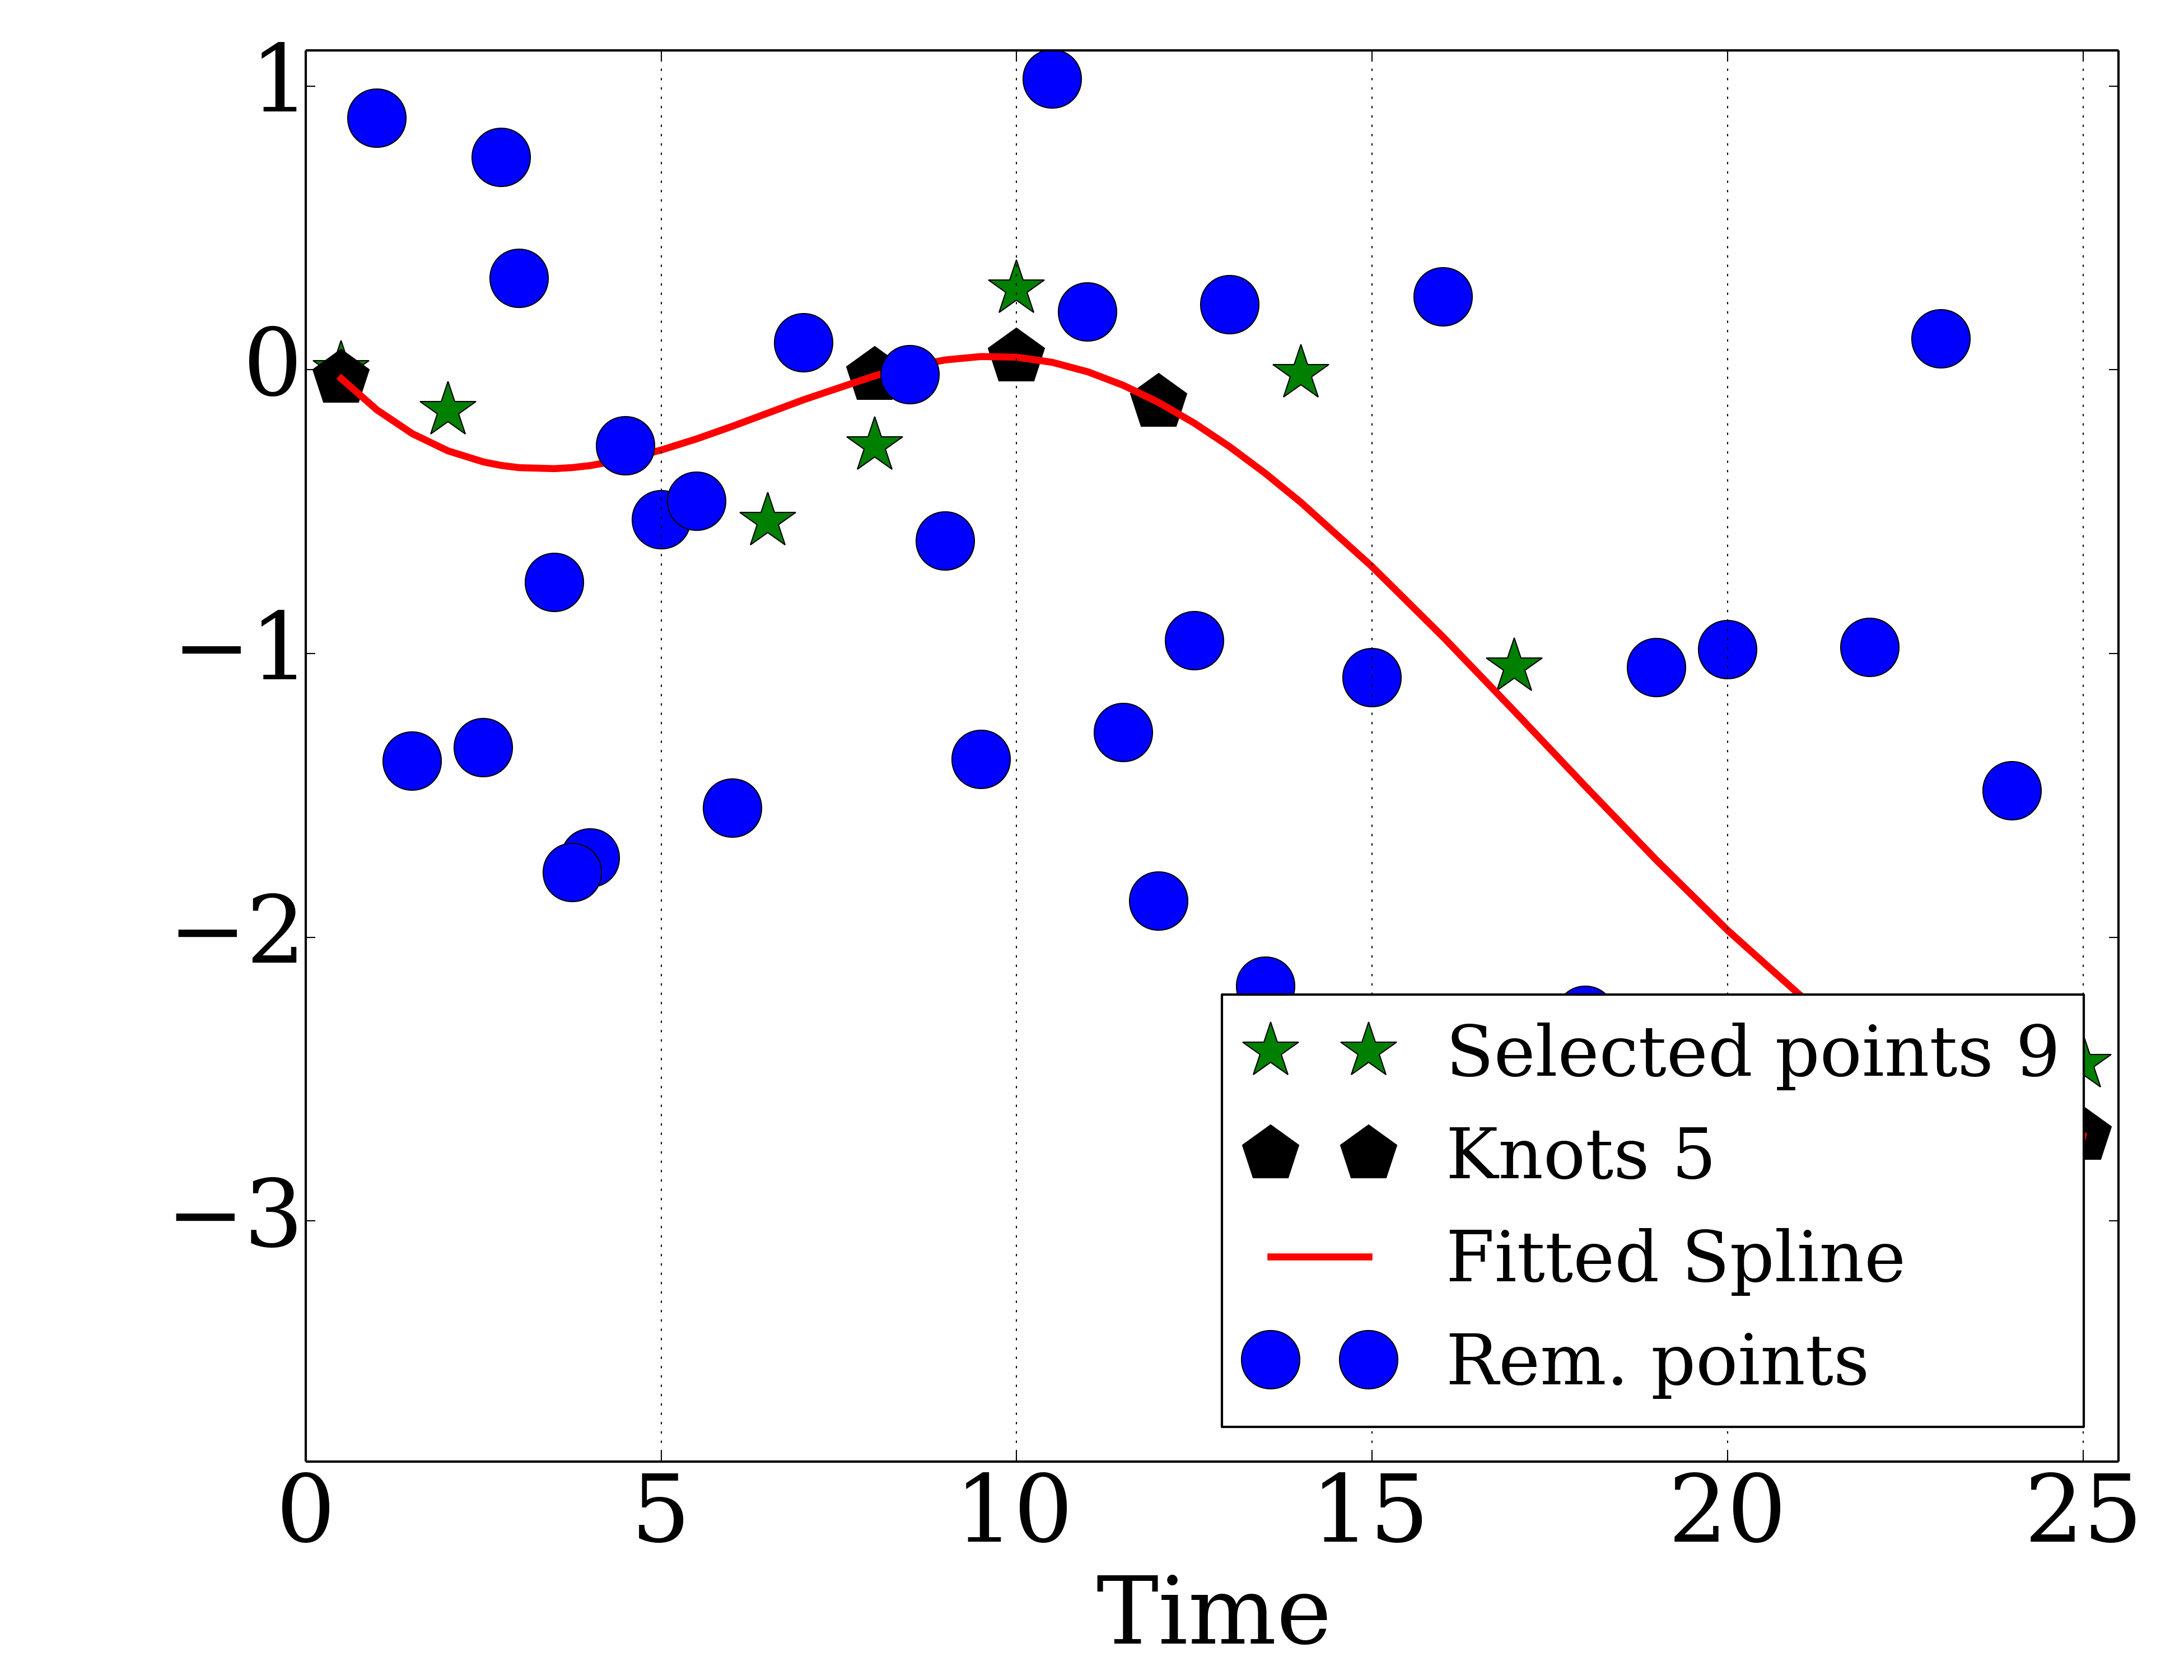 1
0
−1
−2
−3
Selected points 9
Knots 5
Fitted Spline
Rem. points
0 5 10 15 20 25
Time